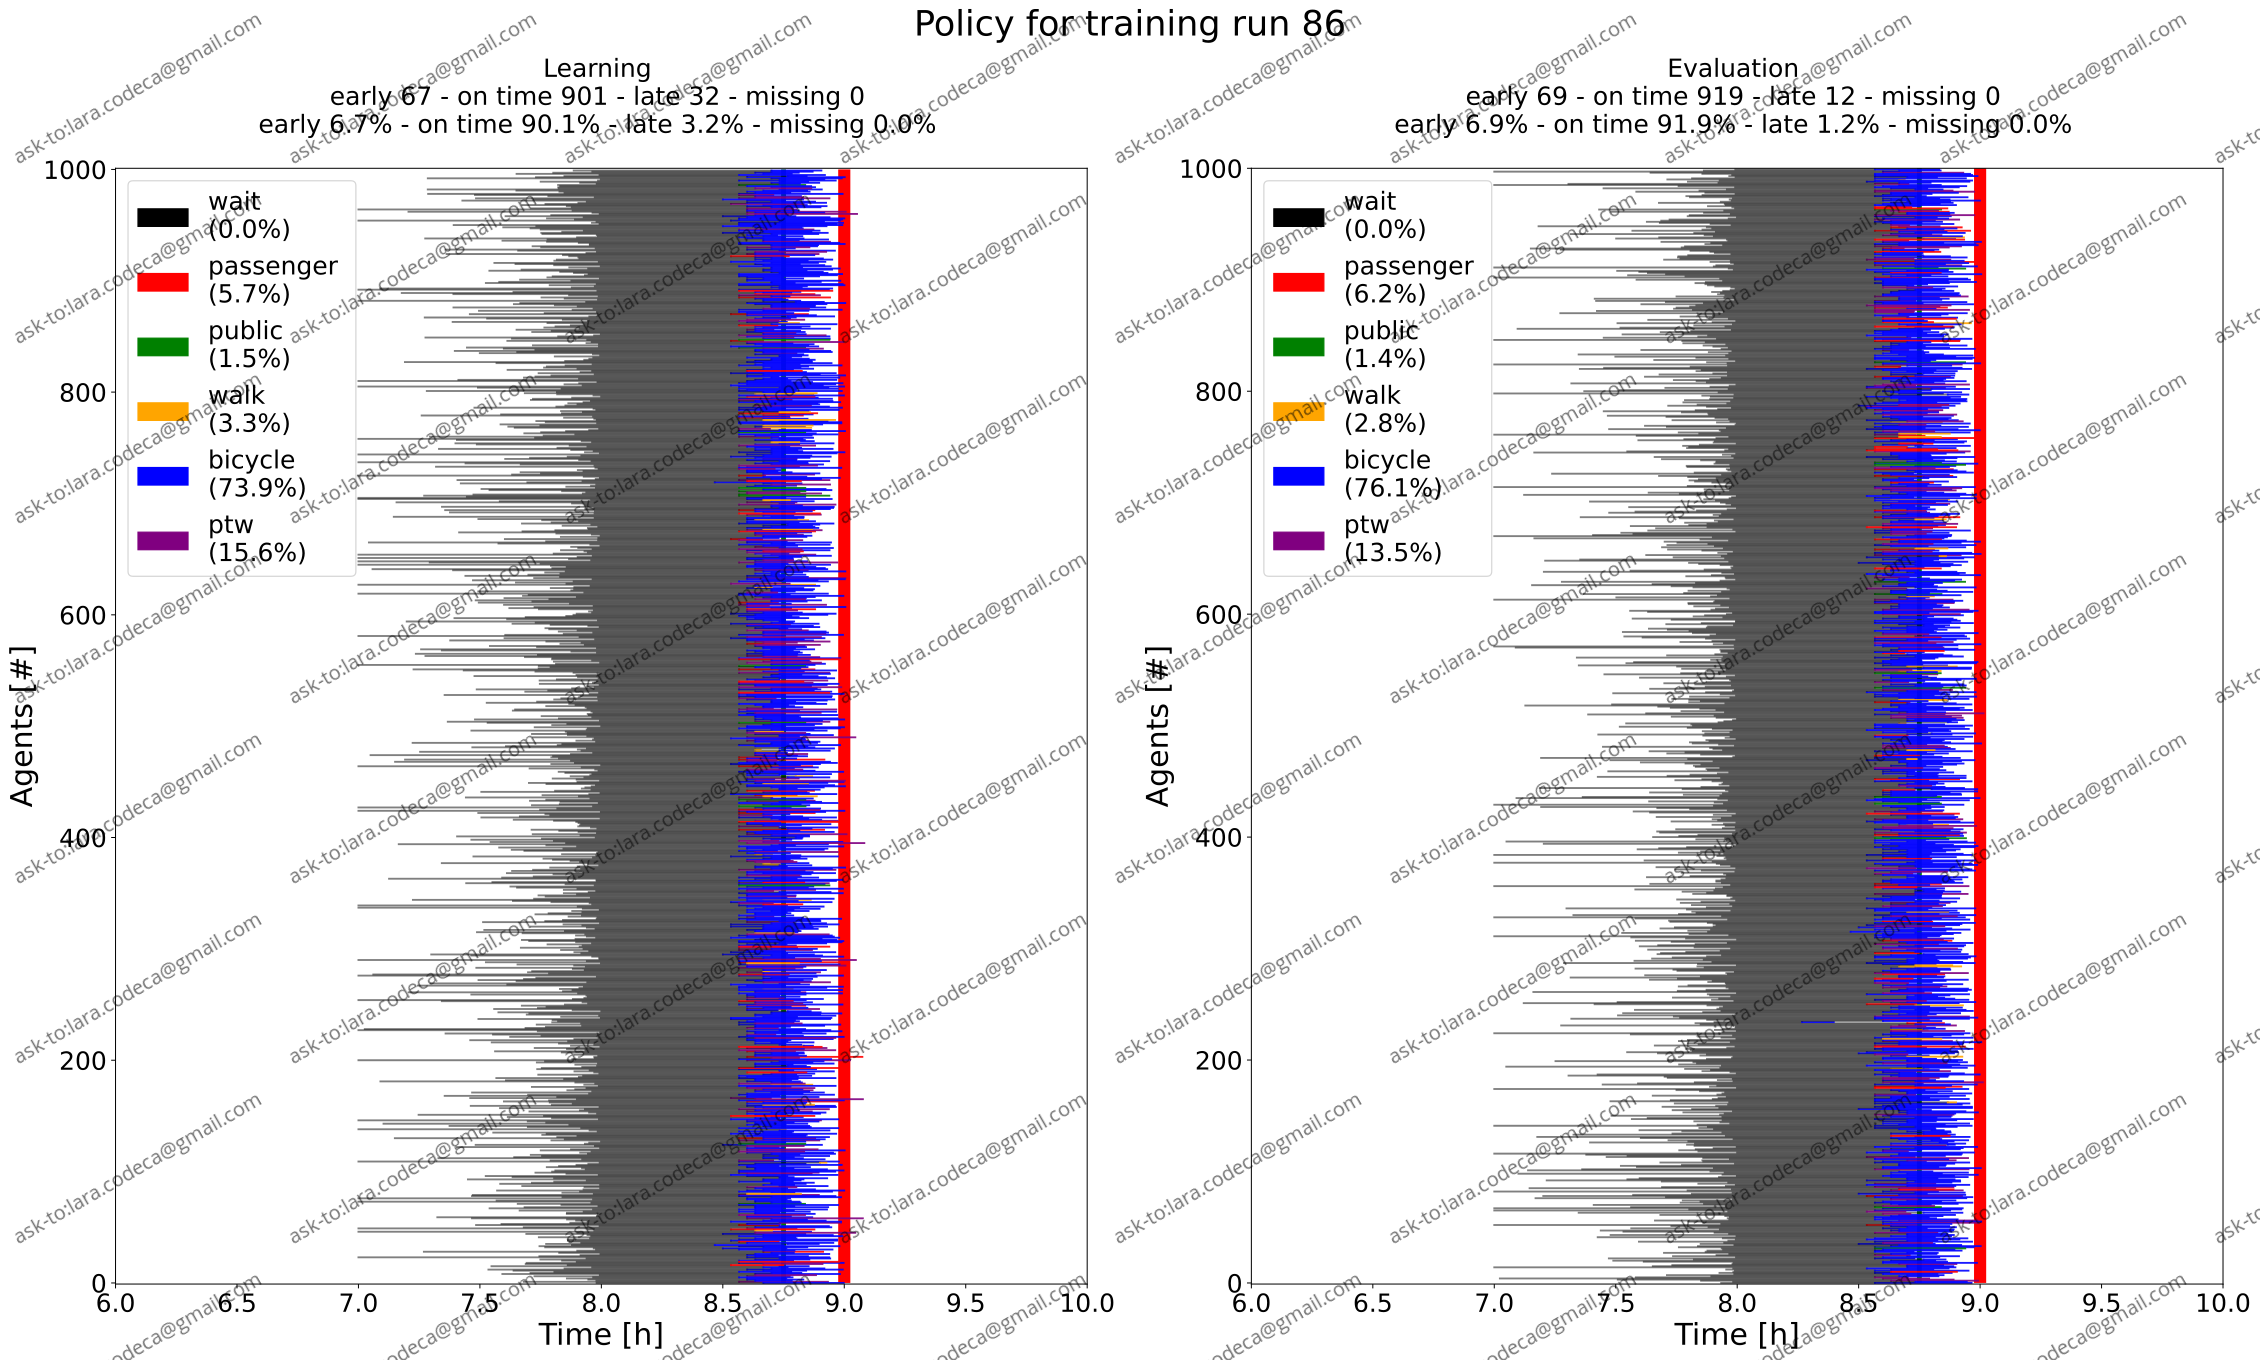 Policy for training run 86
Learning
early 67 - on time 901 - late 32 - missing 0
early 6.7% - on time 90.1% - late 3.2% - missing 0.0%
1000
800
600
400
200
0
Agents [#]
wait
(0.0%)
passenger
(5.7%)
public
(1.5%)
walk
(3.3%)
bicycle
(73.9%)
ptw
(15.6%)
6.0 6.5 7.0 7.5 8.0 8.5 9.0 9.5 10.0
Time [h]
Evaluation
early 69 - on time 919 - late 12 - missing 0
early 6.9% - on time 91.9% - late 1.2% - missing 0.0%
1000
800
600
400
200
0
Agents [#]
wait
(0.0%)
passenger
(6.2%)
public
(1.4%)
walk
(2.8%)
bicycle
(76.1%)
ptw
(13.5%)
6.0 6.5 7.0 7.5 8.0 8.5 9.0 9.5 10.0
Time [h]
ask-to:lara.codeca@gmail.com